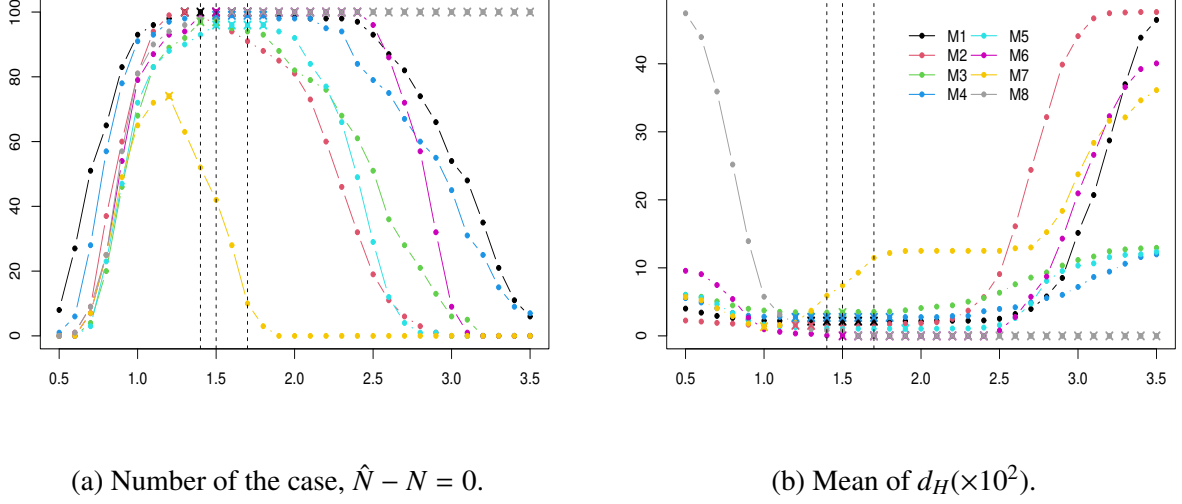 100
80
60
40
20
0
0.5 1.0 1.5 2.0 2.5 3.0 3.5
40
30
20
10
0
M1 M5
M2 M6
M3 M7
M4 M8
0.5 1.0 1.5 2.0 2.5 3.0 3.5
(a) Number of the case, N̂ − N = 0.
(b) Mean of d_H(×10²).